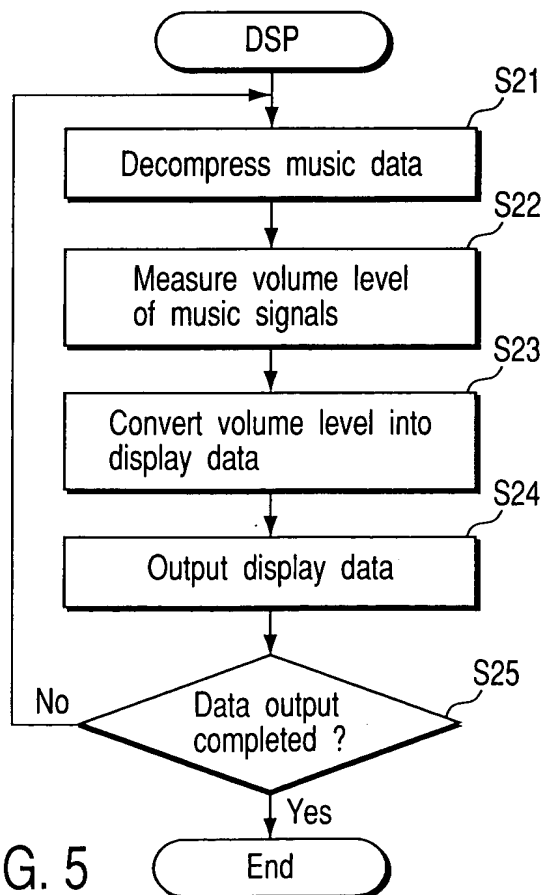 DSP
S21
Decompress music data
S22
Measure volume level
of music signals
S23
Convert volume level into
display data
S24
Output display data
S25
No
Data output
completed ?
Yes
G. 5
End